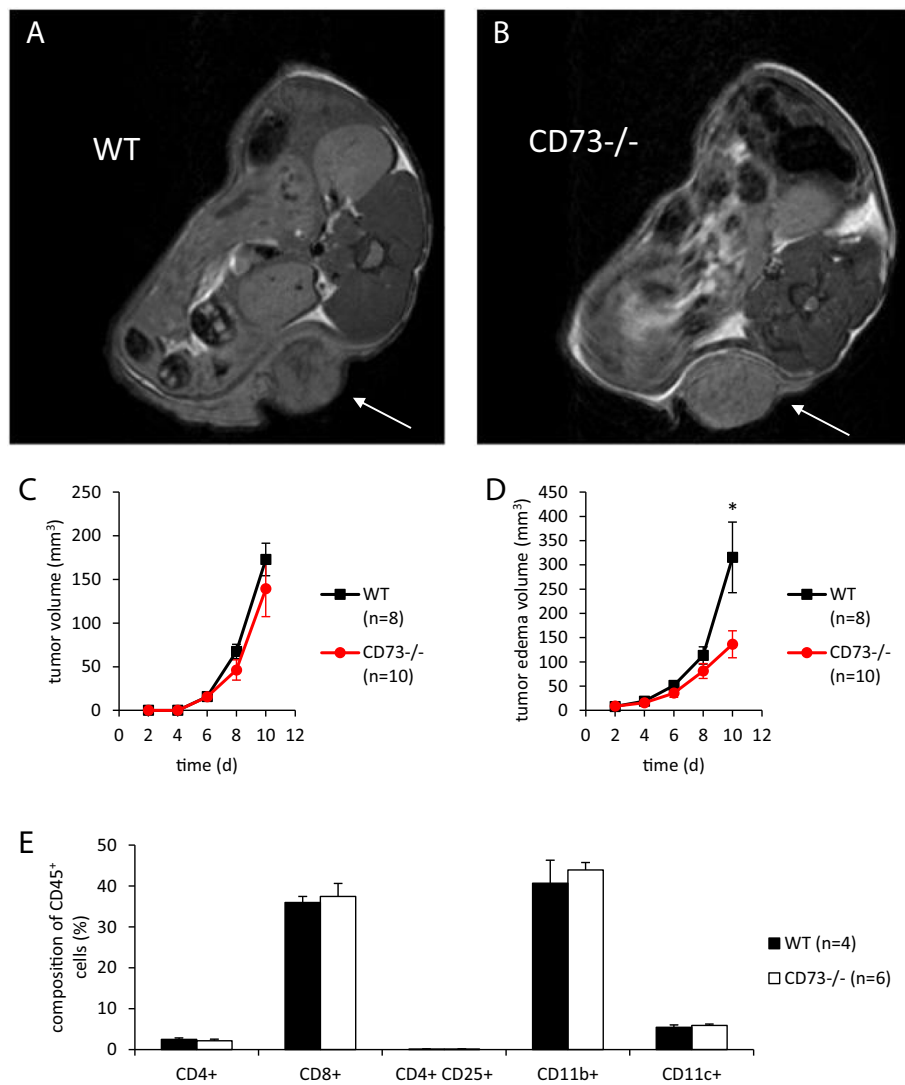 A
WT
B
CD73-/-
C
tumor volume (mm³)
250
200
150
100
50
0
0 2 4 6 8 10 12
time (d)
WT
(n=8)
CD73-/-
(n=10)
D
tumor edema volume (mm³)
450
400
350
300
250
200
150
100
50
0
*
0 2 4 6 8 10 12
time (d)
WT
(n=8)
CD73-/-
(n=10)
E
composition of CD45⁺
cells (%)
50
40
30
20
10
0
CD4+ CD8+ CD4+ CD25+ CD11b+ CD11c+
WT (n=4)
CD73-/- (n=6)